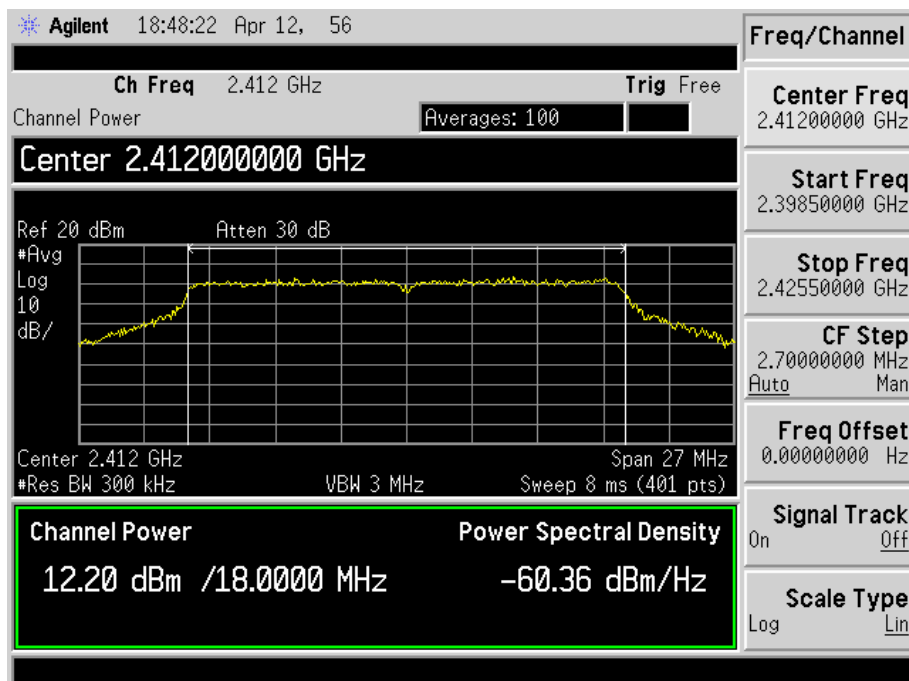 Agilent 18:48:22 Apr 12, 56
Ch Freq 2.412 GHz Trig Free
Channel Power Averages: 100
Center 2.412000000 GHz
Ref 20 dBm Atten 30 dB
#Avg
Log
10
dB/
Center 2.412 GHz Span 27 MHz
#Res BW 300 kHz VBW 3 MHz Sweep 8 ms (401 pts)
Channel Power Power Spectral Density
12.20 dBm /18.0000 MHz -60.36 dBm/Hz
Freq/Channel
Center Freq
2.41200000 GHz
Start Freq
2.39850000 GHz
Stop Freq
2.42550000 GHz
CF Step
2.70000000 MHz
Auto Man
Freq Offset
0.00000000 Hz
Signal Track
On Off
Scale Type
Log Lin